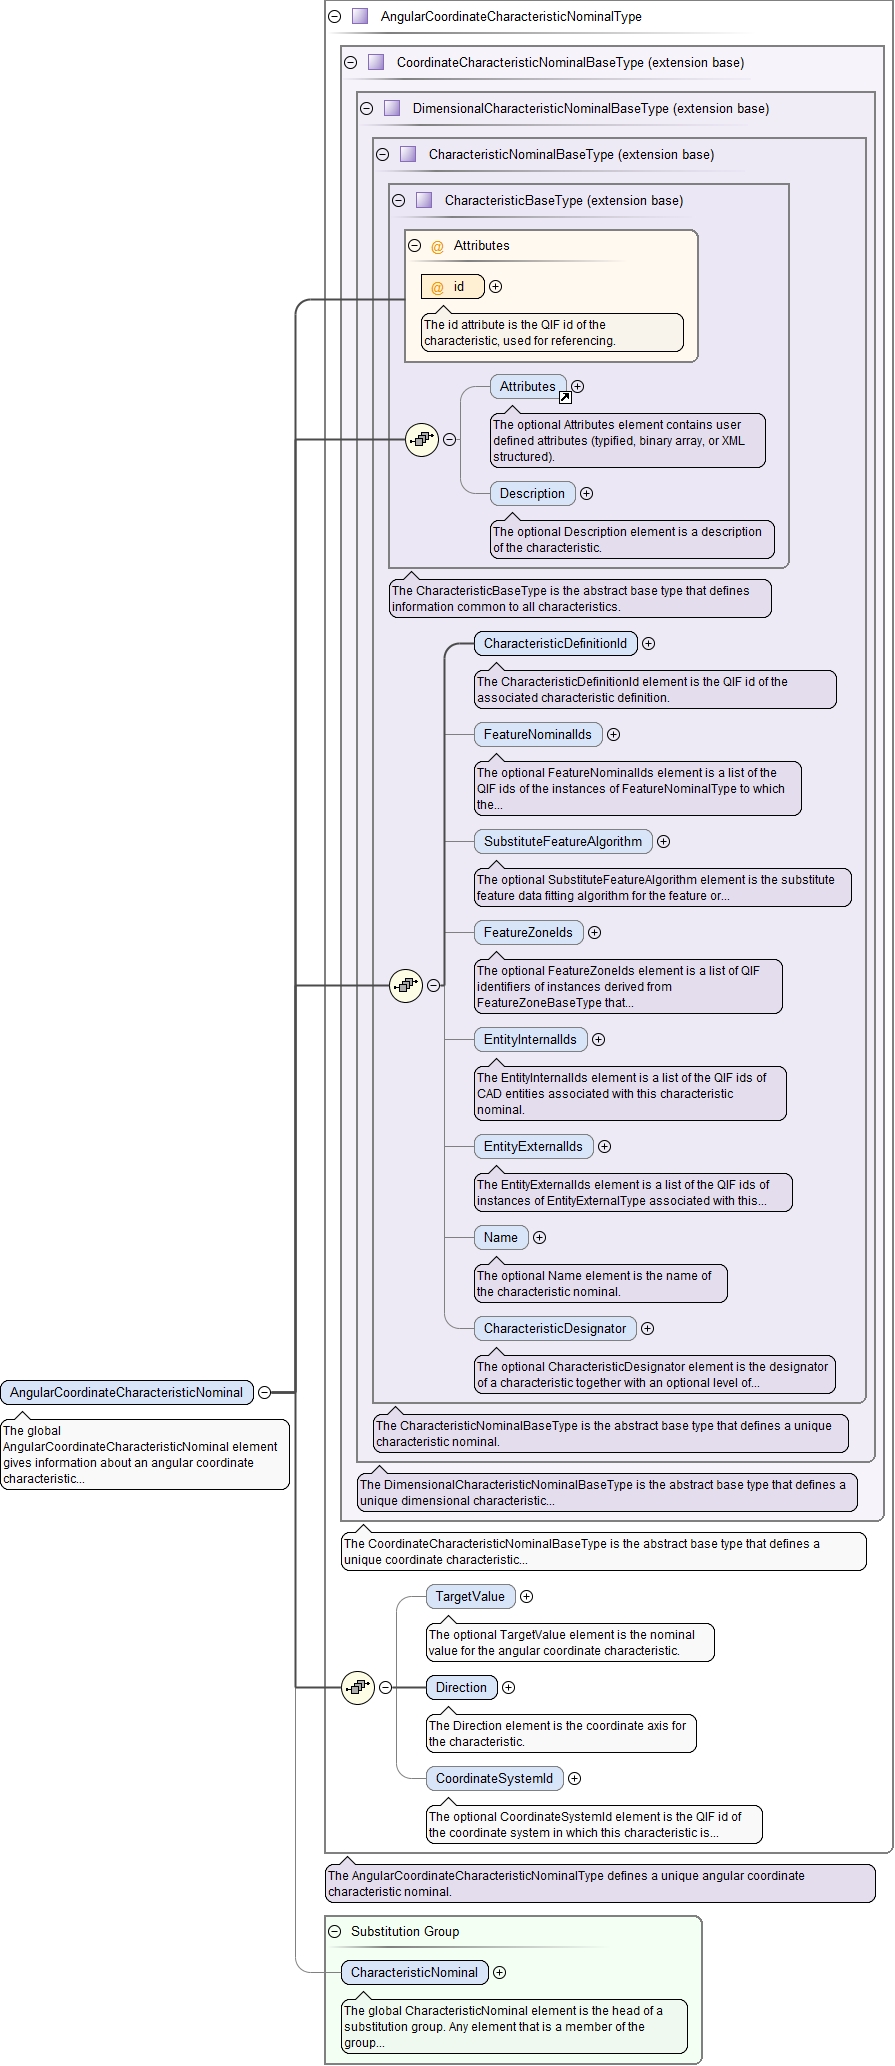 AngularCoordinateCharacteristicNominalType
CoordinateCharacteristicNominalBaseType (extension base)
DimensionalCharacteristicNominalBaseType (extension base)
CharacteristicNominalBaseType (extension base)
CharacteristicBaseType (extension base)
@ Attributes
@ id
The id attribute is the QIF id of the
characteristic, used for referencing.
Attributes
The optional Attributes element contains user
defined attributes (typified, binary array, or XML
structured).
Description
The optional Description element is a description
of the characteristic.
The CharacteristicBaseType is the abstract base type that defines
information common to all characteristics.
CharacteristicDefinitionId
The CharacteristicDefinitionId element is the QIF id of the
associated characteristic definition.
FeatureNominalIds
The optional FeatureNominalIds element is a list of the
QIF ids of the instances of FeatureNominalType to which
the...
SubstituteFeatureAlgorithm
The optional SubstituteFeatureAlgorithm element is the substitute
feature data fitting algorithm for the feature or...
FeatureZoneIds
The optional FeatureZoneIds element is a list of QIF
identifiers of instances derived from
FeatureZoneBaseType that...
EntityInternalIds
The EntityInternalIds element is a list of the QIF ids of
CAD entities associated with this characteristic
nominal.
EntityExternalIds
The EntityExternalIds element is a list of the QIF ids of
instances of EntityExternalType associated with this...
Name
The optional Name element is the name of
the characteristic nominal.
CharacteristicDesignator
The optional CharacteristicDesignator element is the designator
of a characteristic together with an optional level of...
AngularCoordinateCharacteristicNominal
The global
AngularCoordinateCharacteristicNominal element
gives information about an angular coordinate
characteristic...
The CharacteristicNominalBaseType is the abstract base type that defines a unique
characteristic nominal.
The DimensionalCharacteristicNominalBaseType is the abstract base type that defines a
unique dimensional characteristic...
The CoordinateCharacteristicNominalBaseType is the abstract base type that defines a
unique coordinate characteristic...
TargetValue
The optional TargetValue element is the nominal
value for the angular coordinate characteristic.
Direction
The Direction element is the coordinate axis for
the characteristic.
CoordinateSystemId
The optional CoordinateSystemId element is the QIF id of
the coordinate system in which this characteristic is...
The AngularCoordinateCharacteristicNominalType defines a unique angular coordinate
characteristic nominal.
Substitution Group
CharacteristicNominal
The global CharacteristicNominal element is the head of a
substitution group. Any element that is a member of the
group...